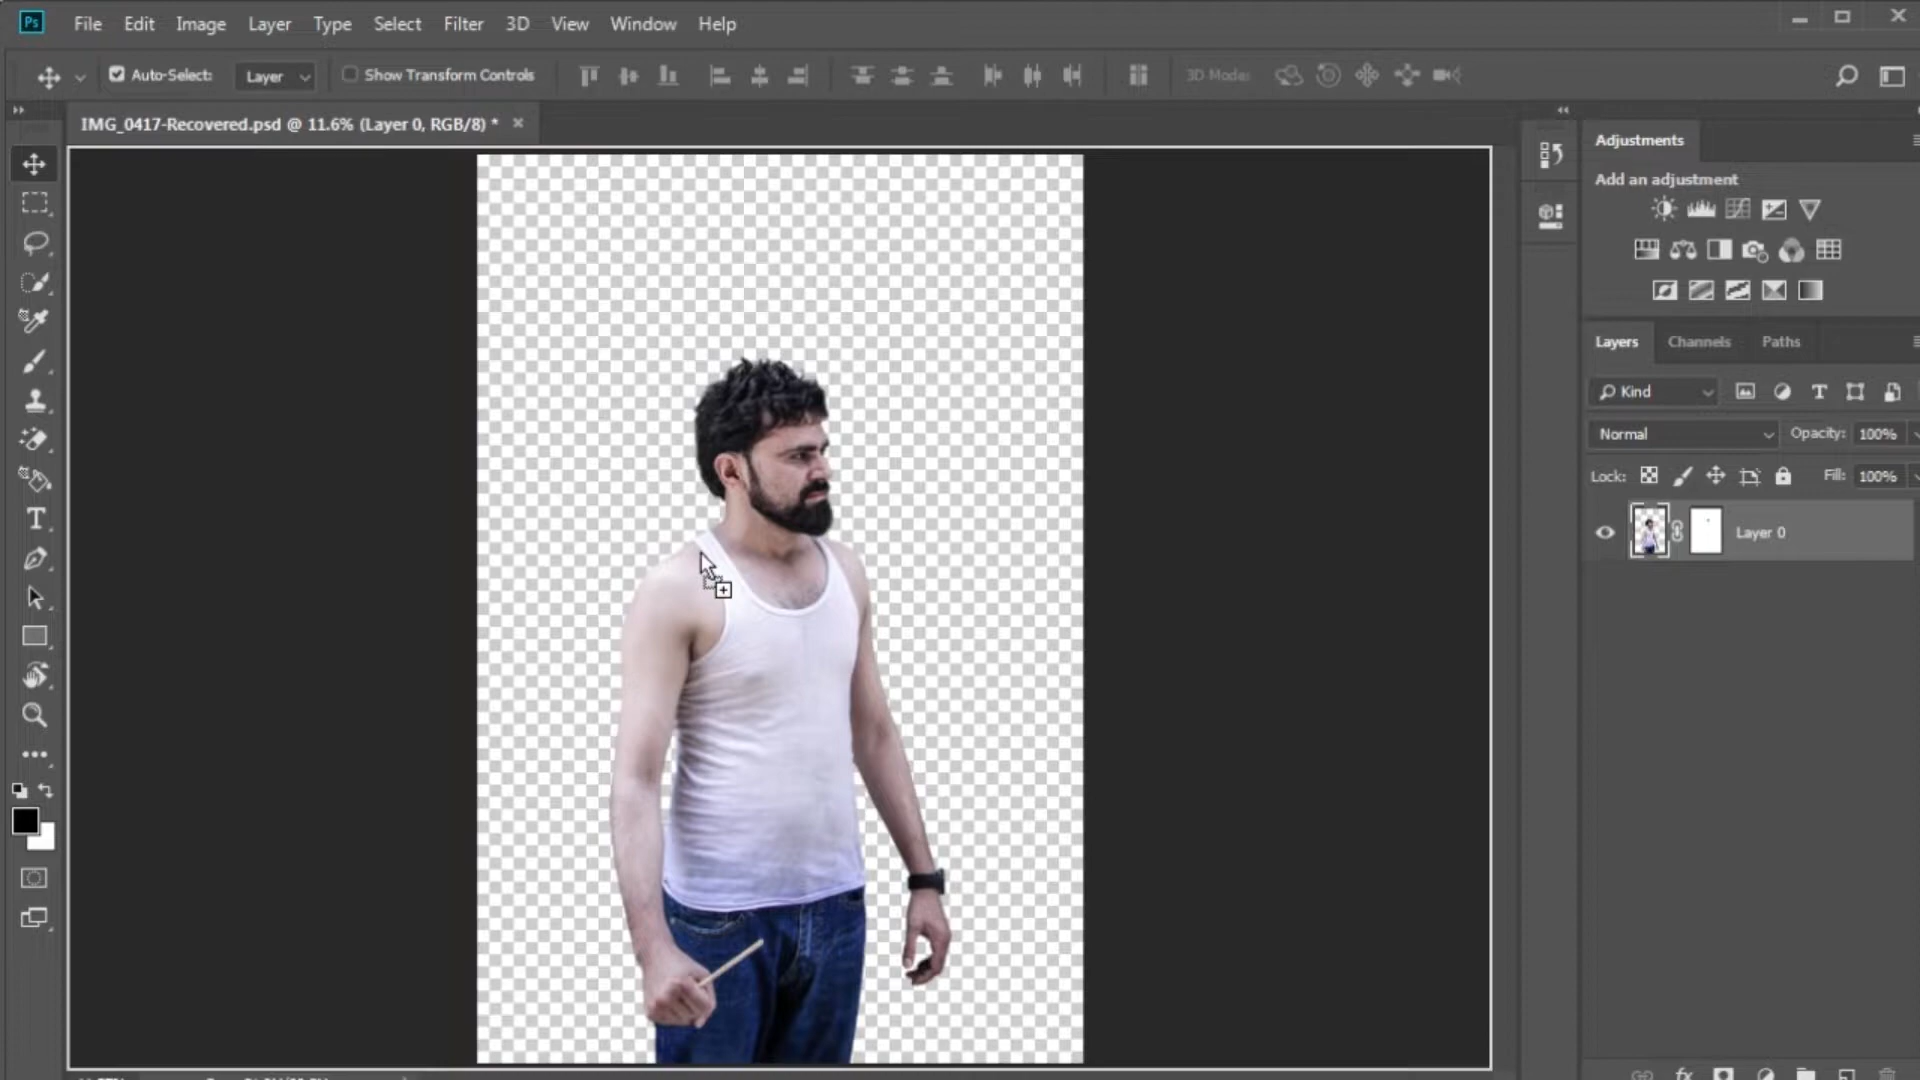 Ps File Edit Image Layer Type Select Filter 3D View Window Help
Auto-Select: Layer Show Transform Controls 3D Mode:
IMG_0417-Recovered.psd @ 11.6% (Layer 0, RGB/8) *
Adjustments
Add an adjustment
Layers Channels Paths
Kind
Normal Opacity: 100%
Lock: Fill: 100%
Layer 0
fx